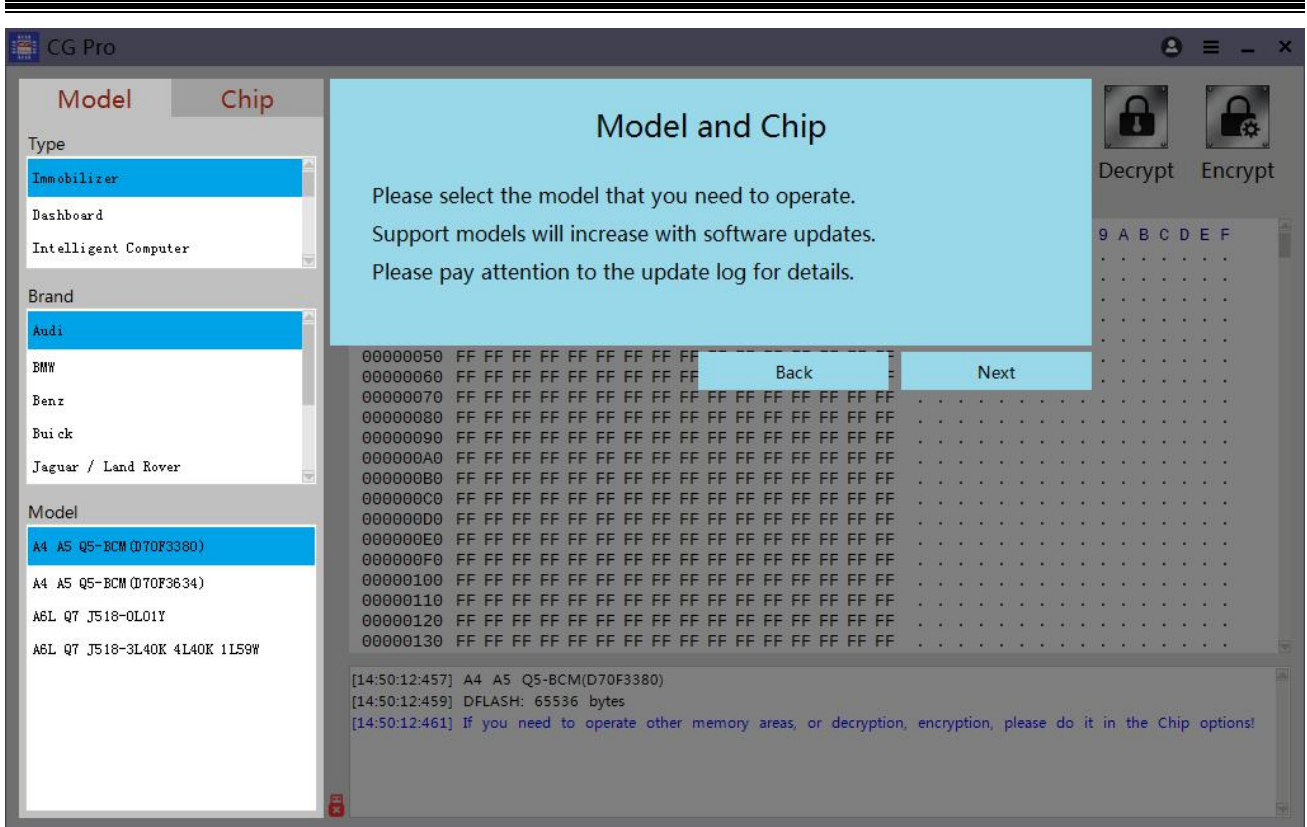 CG Pro
Model Chip
Type
Immobilizer
Dashboard
Intelligent Computer
Brand
Audi
BMW
Benz
Buick
Jaguar / Land Rover
Model
A4 A5 Q5-BCM(D70F3380)
A4 A5 Q5-BCM(D70F3634)
A6L Q7 J518-0L01Y
A6L Q7 J518-3L40K 4L40K 1L59W
Model and Chip
Please select the model that you need to operate.
Support models will increase with software updates.
Please pay attention to the update log for details.
Back Next
Decrypt Encrypt
9 A B C D E F
. . . . . . .
. . . . . . .
. . . . . . .
. . . . . . .
. . . . . . .
00000050 FF FF FF FF FF FF FF FF FF . . . . . . .
00000060 FF FF FF FF FF FF FF FF FF . . . . . . .
00000070 FF FF FF FF FF FF FF FF FF FF FF FF FF FF FF FF . . . . . . . . . . . . . . . .
00000080 FF FF FF FF FF FF FF FF FF FF FF FF FF FF FF FF . . . . . . . . . . . . . . . .
00000090 FF FF FF FF FF FF FF FF FF FF FF FF FF FF FF FF . . . . . . . . . . . . . . . .
000000A0 FF FF FF FF FF FF FF FF FF FF FF FF FF FF FF FF . . . . . . . . . . . . . . . .
000000B0 FF FF FF FF FF FF FF FF FF FF FF FF FF FF FF FF . . . . . . . . . . . . . . . .
000000C0 FF FF FF FF FF FF FF FF FF FF FF FF FF FF FF FF . . . . . . . . . . . . . . . .
000000D0 FF FF FF FF FF FF FF FF FF FF FF FF FF FF FF FF . . . . . . . . . . . . . . . .
000000E0 FF FF FF FF FF FF FF FF FF FF FF FF FF FF FF FF . . . . . . . . . . . . . . . .
000000F0 FF FF FF FF FF FF FF FF FF FF FF FF FF FF FF FF . . . . . . . . . . . . . . . .
00000100 FF FF FF FF FF FF FF FF FF FF FF FF FF FF FF FF . . . . . . . . . . . . . . . .
00000110 FF FF FF FF FF FF FF FF FF FF FF FF FF FF FF FF . . . . . . . . . . . . . . . .
00000120 FF FF FF FF FF FF FF FF FF FF FF FF FF FF FF FF . . . . . . . . . . . . . . . .
00000130 FF FF FF FF FF FF FF FF FF FF FF FF FF FF FF FF . . . . . . . . . . . . . . . .
[14:50:12:457] A4 A5 Q5-BCM(D70F3380)
[14:50:12:459] DFLASH: 65536 bytes
[14:50:12:461] If you need to operate other memory areas, or decryption, encryption, please do it in the Chip options!